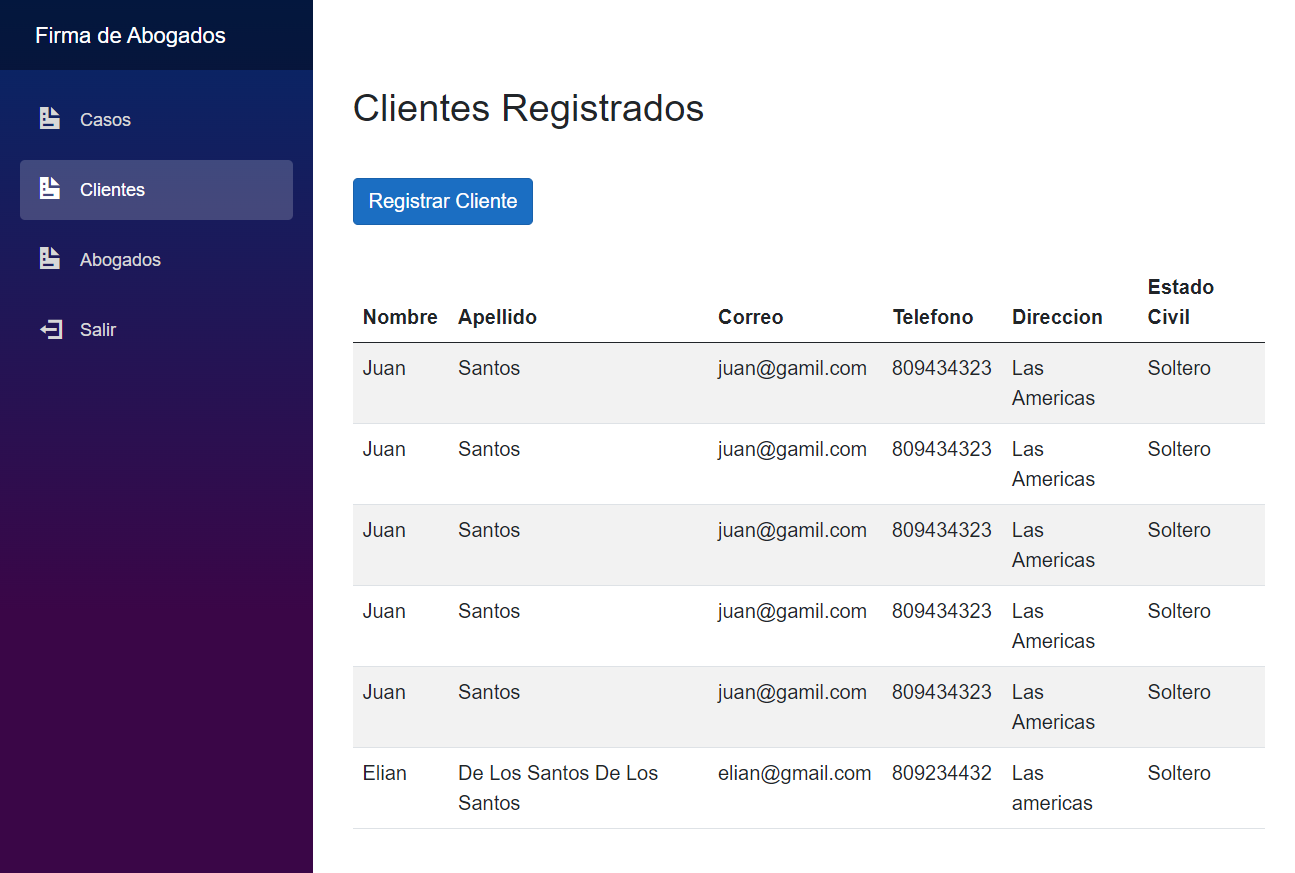 Firma de Abogados
Casos
Clientes
Abogados
Salir
Clientes Registrados
Registrar Cliente
Nombre Apellido Correo Telefono Direccion Estado Civil
Juan Santos juan@gamil.com 809434323 Las Americas Soltero
Juan Santos juan@gamil.com 809434323 Las Americas Soltero
Juan Santos juan@gamil.com 809434323 Las Americas Soltero
Juan Santos juan@gamil.com 809434323 Las Americas Soltero
Juan Santos juan@gamil.com 809434323 Las Americas Soltero
Elian De Los Santos De Los Santos elian@gmail.com 809234432 Las americas Soltero